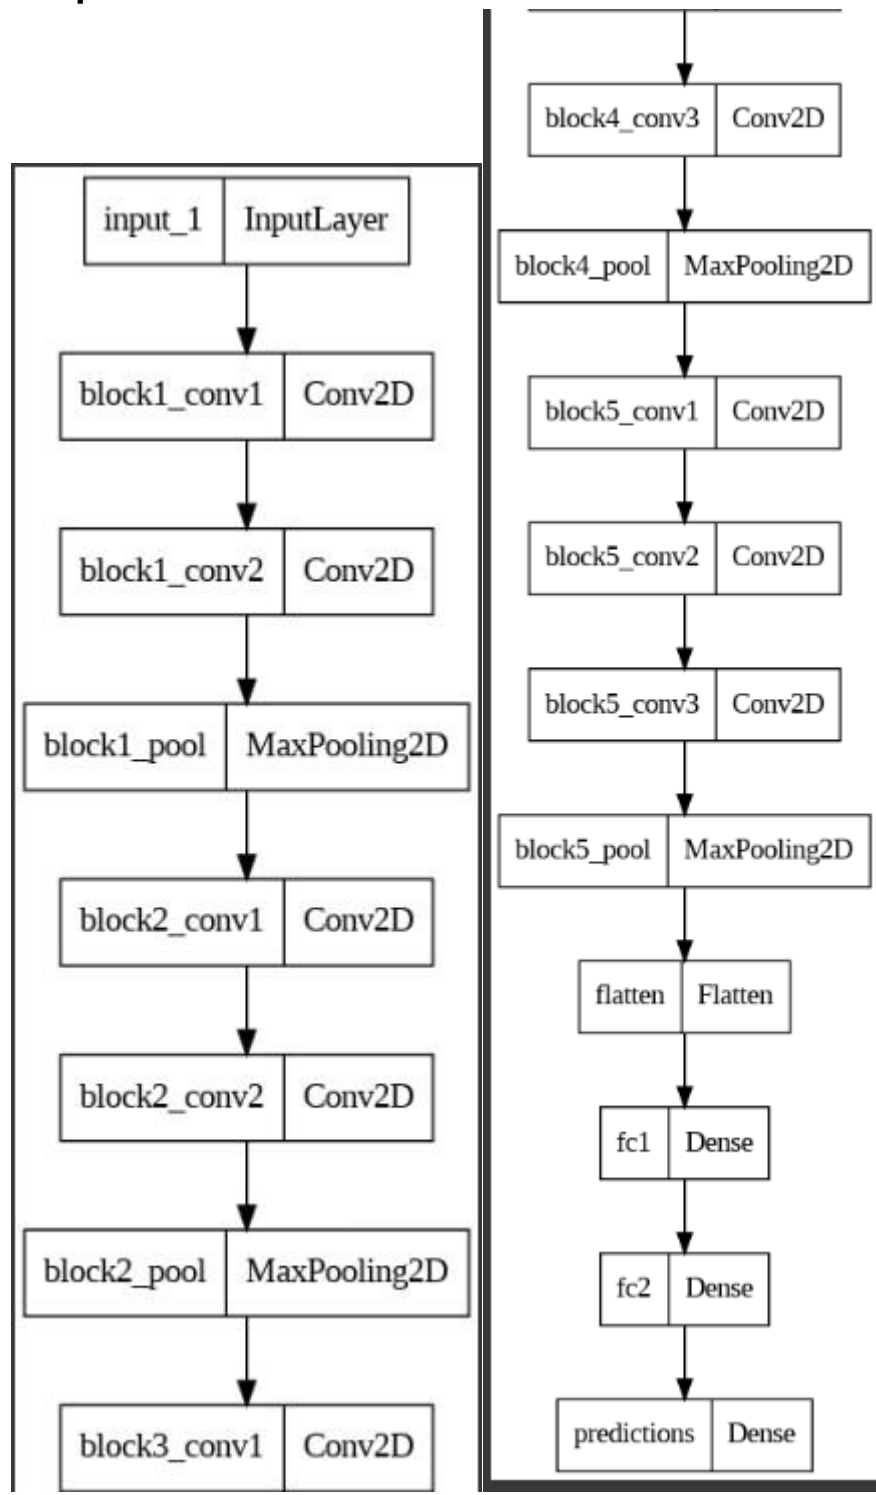 input_1 InputLayer
block1_conv1 Conv2D
block1_conv2 Conv2D
block1_pool MaxPooling2D
block2_conv1 Conv2D
block2_conv2 Conv2D
block2_pool MaxPooling2D
block3_conv1 Conv2D
block4_conv3 Conv2D
block4_pool MaxPooling2D
block5_conv1 Conv2D
block5_conv2 Conv2D
block5_conv3 Conv2D
block5_pool MaxPooling2D
flatten Flatten
fc1 Dense
fc2 Dense
predictions Dense